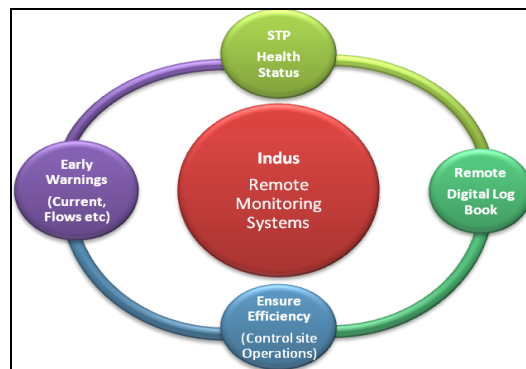 STP
Health
Status
Early
Warnings
(Current,
Flows etc)
Indus
Remote
Monitoring
Systems
Remote
Digital Log
Book
Ensure
Efficiency
(Control site
Operations)